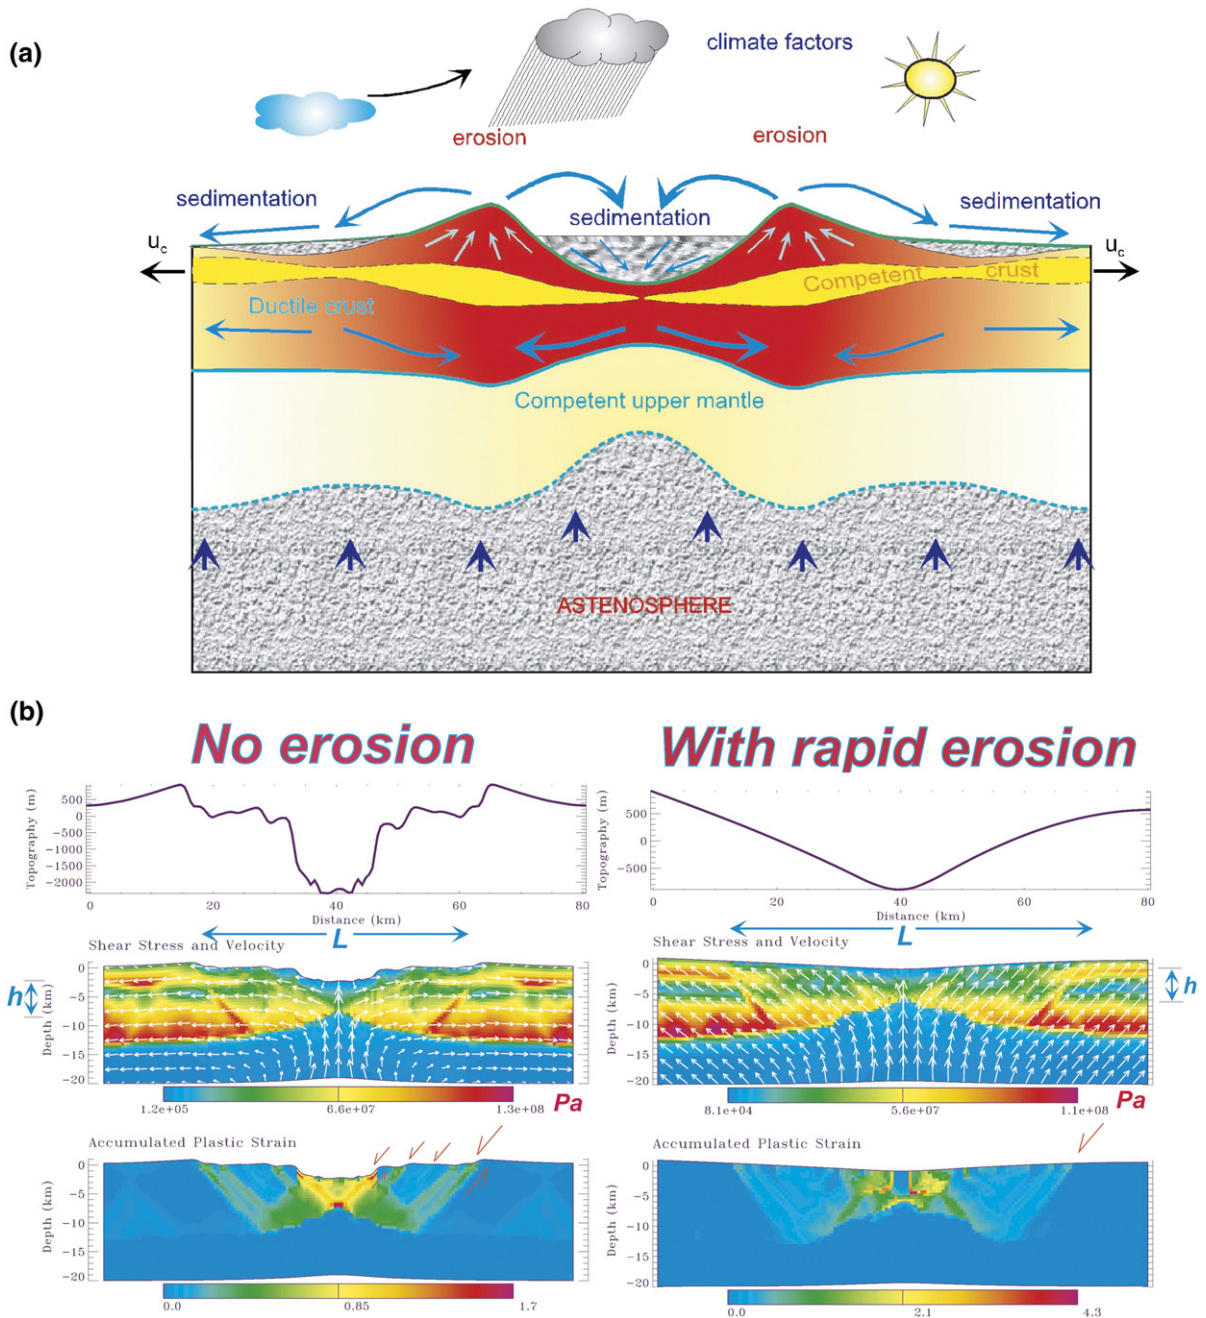 (a)
climate factors
erosion
erosion
sedimentation
sedimentation
sedimentation
u_c
u_c
Competent crust
Ductile crust
Competent upper mantle
ASTENOSPHERE
(b)
No erosion
With rapid erosion
Topography (m)
500
0
−500
−1000
−1500
−2000
0 20 40 60 80
Distance (km)
Topography (m)
500
0
−500
0 20 40 60 80
Distance (km)
L
L
Shear Stress and Velocity
h
Depth (km)
0
−5
−10
−15
−20
1.2e+05 6.6e+07 1.3e+08
Pa
Shear Stress and Velocity
h
Depth (km)
0
−5
−10
−15
−20
8.1e+04 5.6e+07 1.1e+08
Pa
Accumulated Plastic Strain
Depth (km)
0
−5
−10
−15
−20
0.0 0.85 1.7
Accumulated Plastic Strain
Depth (km)
0
−5
−10
−15
−20
0.0 2.1 4.3